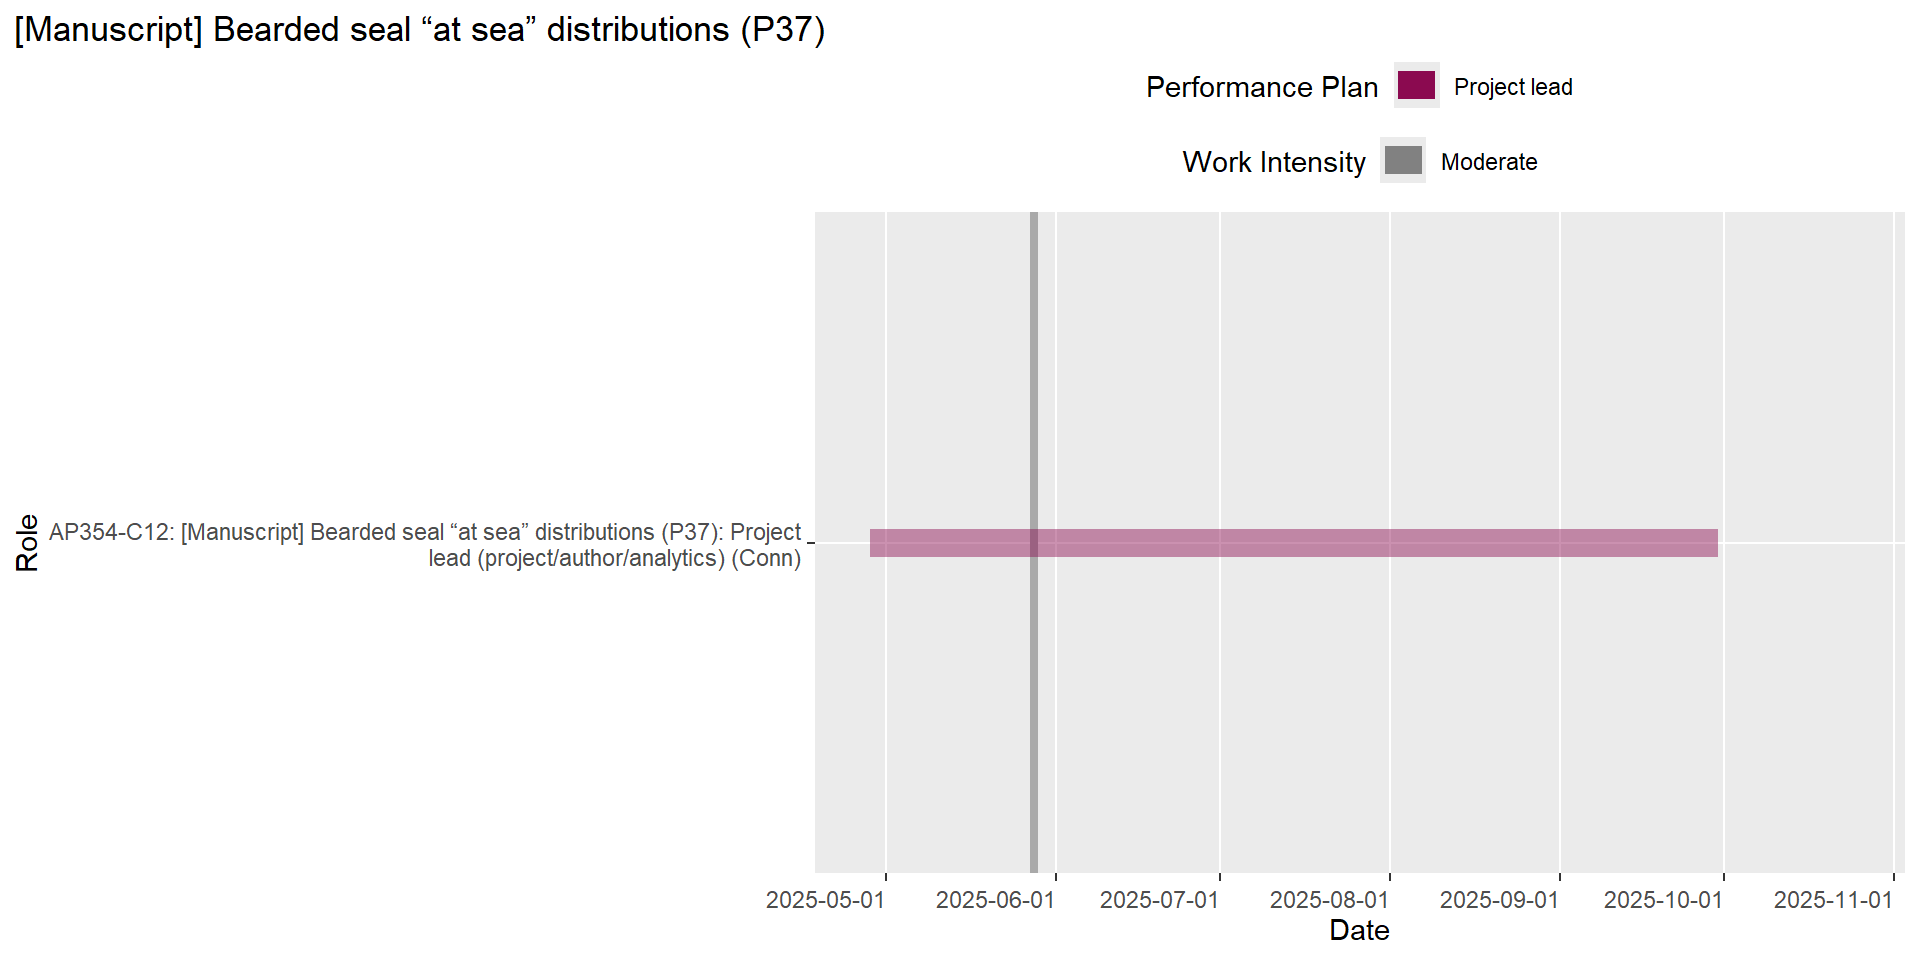 [Manuscript] Bearded seal “at sea” distributions (P37)
Performance Plan Project lead
Work Intensity Moderate
Role
AP354-C12: [Manuscript] Bearded seal “at sea” distributions (P37): Project
lead (project/author/analytics) (Conn)
2025-05-01 2025-06-01 2025-07-01 2025-08-01 2025-09-01 2025-10-01 2025-11-01
Date